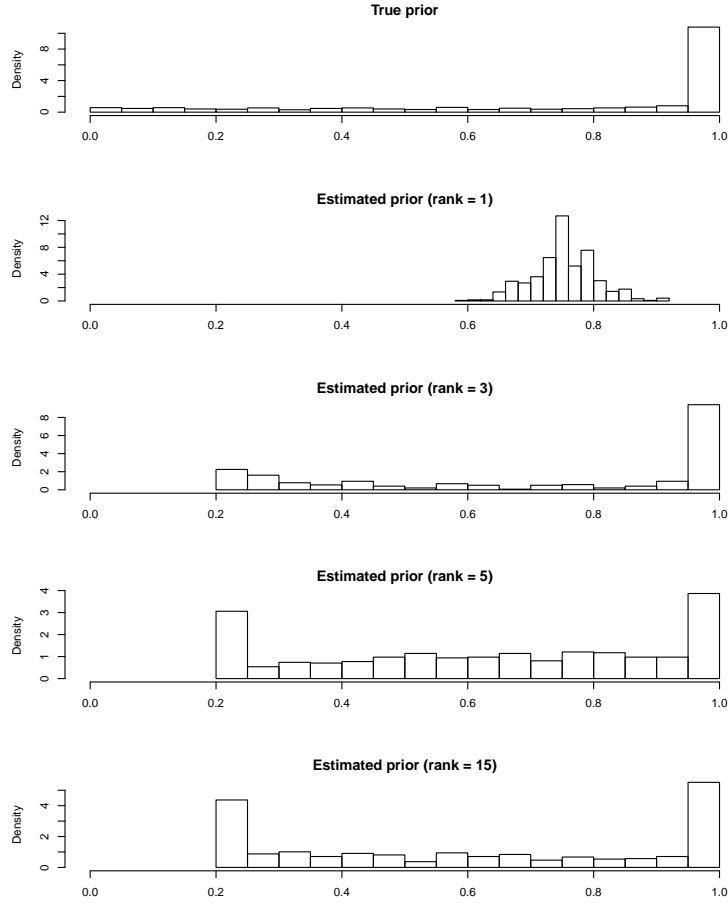 True prior
Density
0 4 8
0.0 0.2 0.4 0.6 0.8 1.0
Estimated prior (rank = 1)
Density
0 4 8 12
0.0 0.2 0.4 0.6 0.8 1.0
Estimated prior (rank = 3)
Density
0 2 4 6 8
0.0 0.2 0.4 0.6 0.8 1.0
Estimated prior (rank = 5)
Density
0 1 2 3 4
0.0 0.2 0.4 0.6 0.8 1.0
Estimated prior (rank = 15)
Density
0 2 4
0.0 0.2 0.4 0.6 0.8 1.0